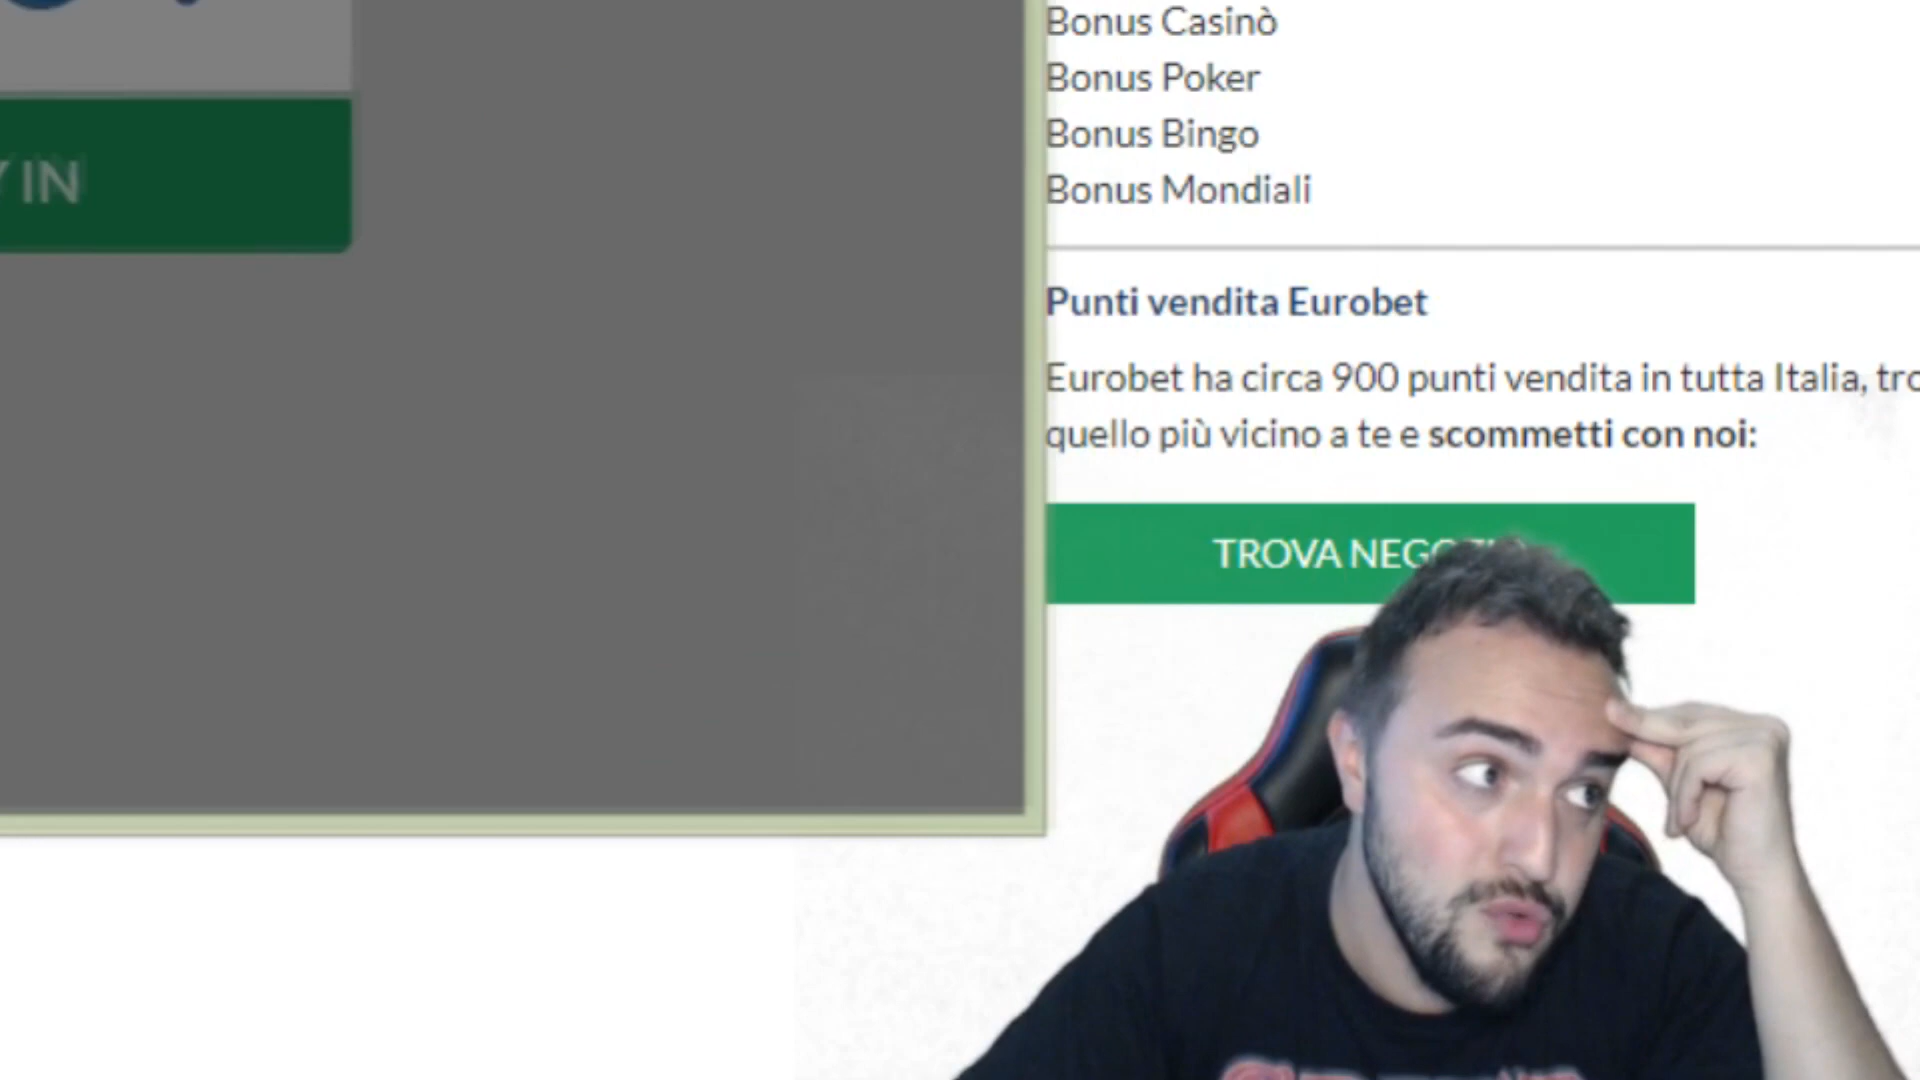 Bonus Casinò
Bonus Poker
Bonus Bingo
Bonus Mondiali
IN
Punti vendita Eurobet
Eurobet ha circa 900 punti vendita in tutta Italia,
quello più vicino a te e scommetti con noi:
TROVA